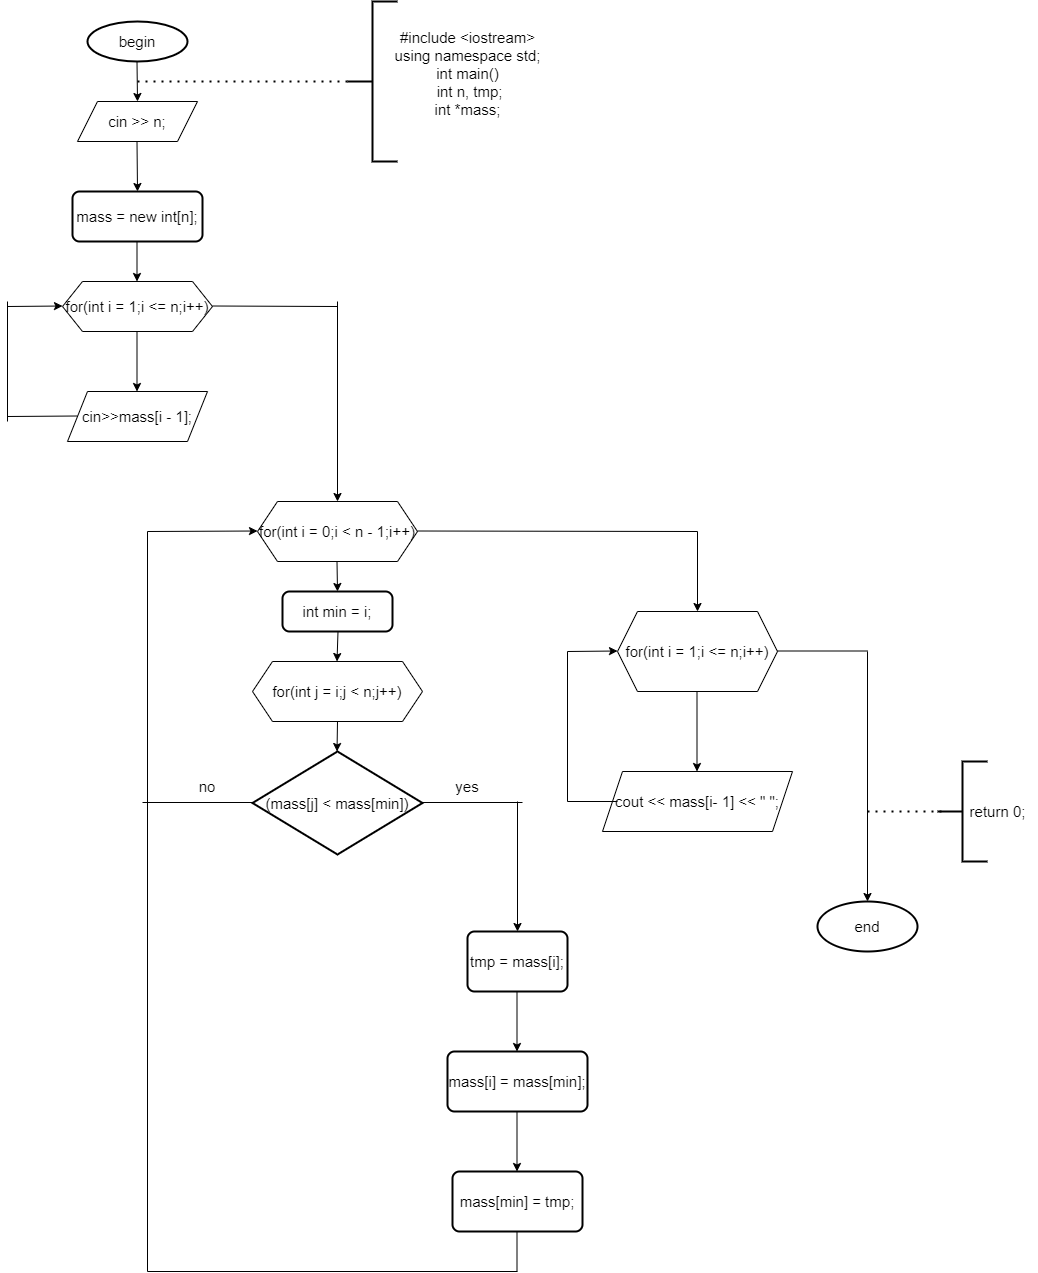 begin
#include <iostream>
using namespace std;
int main()
int n, tmp;
int *mass;
cin >> n;
mass = new int[n];
for(int i = 1;i <= n;i++)
cin>>mass[i - 1];
for(int i = 0;i < n - 1;i++)
int min = i;
for(int j = i;j < n;j++)
no
(mass[j] < mass[min])
yes
tmp = mass[i];
mass[i] = mass[min];
mass[min] = tmp;
for(int i = 1;i <= n;i++)
cout << mass[i- 1] << " ";
return 0;
end